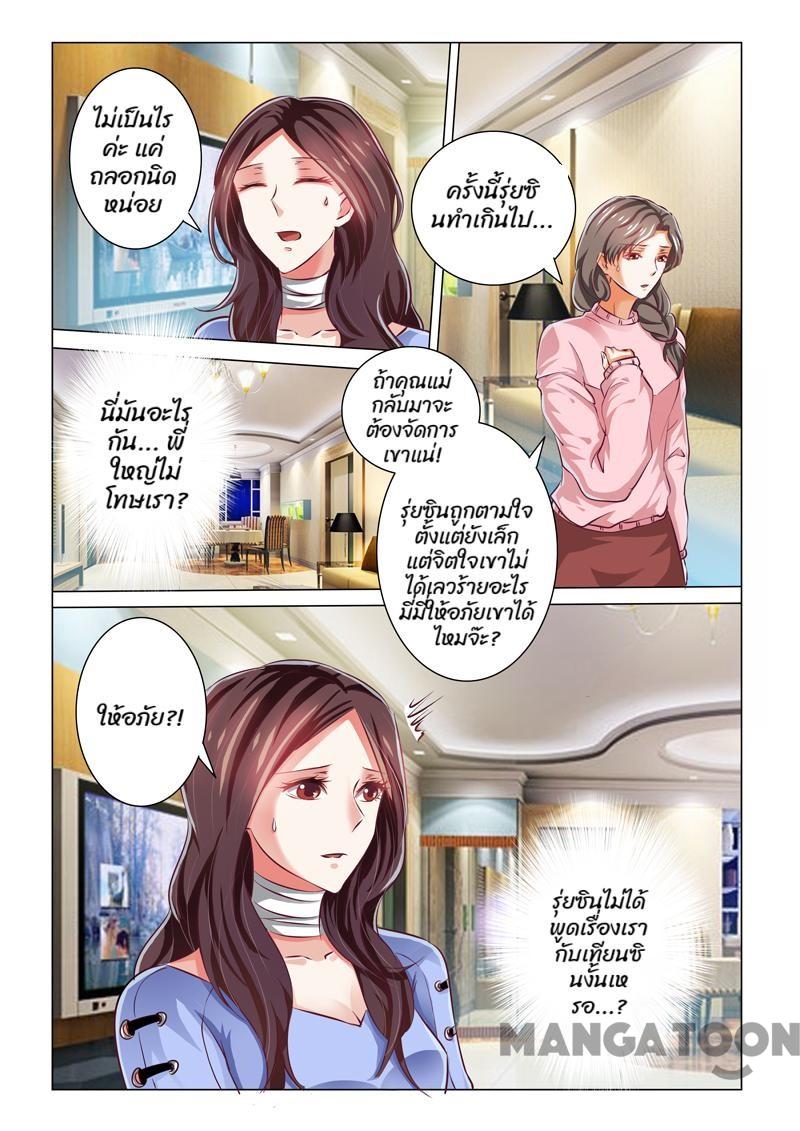 ไม่เป็นไร
ค่ะ แค่
ถลอกนิด
หน่อย
ครั้งนี้รุ่ยซิ
นทำเกินไป...
ถ้าคุณแม่
กลับมาจะ
ต้องจัดการ
เขาแน่!
นี่มันอะไร
กัน... พี่
ใหญ่ไม่
โทษเรา?
รุ่ยซินถูกตามใจ
ตั้งแต่ยังเล็ก
แต่จิตใจเขาไม่
ได้เลวร้ายอะไร
มี่มี่ให้อภัยเขาได้
ไหมจ๊ะ?
ให้อภัย?!
รุ่ยซินไม่ได้
พูดเรื่องเรา
กับเทียนซิ
นงั้นเห
รอ...?
MANGATOON